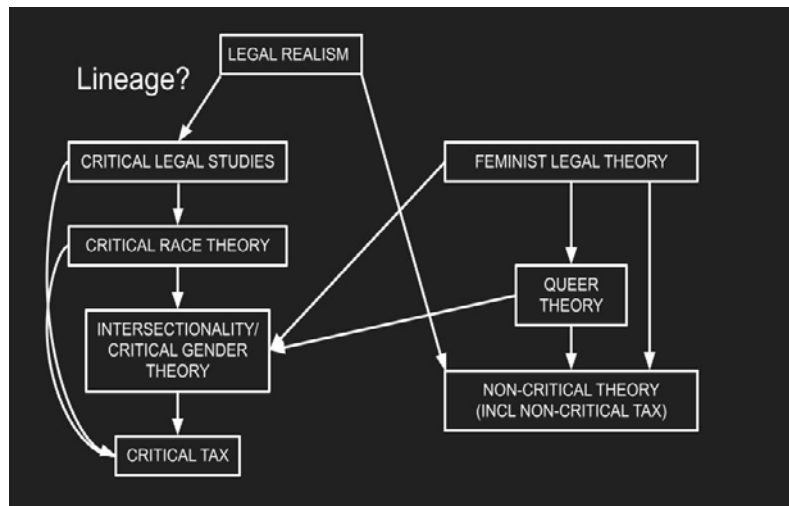 LEGAL REALISM
Lineage?
CRITICAL LEGAL STUDIES
FEMINIST LEGAL THEORY
CRITICAL RACE THEORY
QUEER
THEORY
INTERSECTIONALITY/
CRITICAL GENDER
THEORY
NON-CRITICAL THEORY
(INCL NON-CRITICAL TAX)
CRITICAL TAX